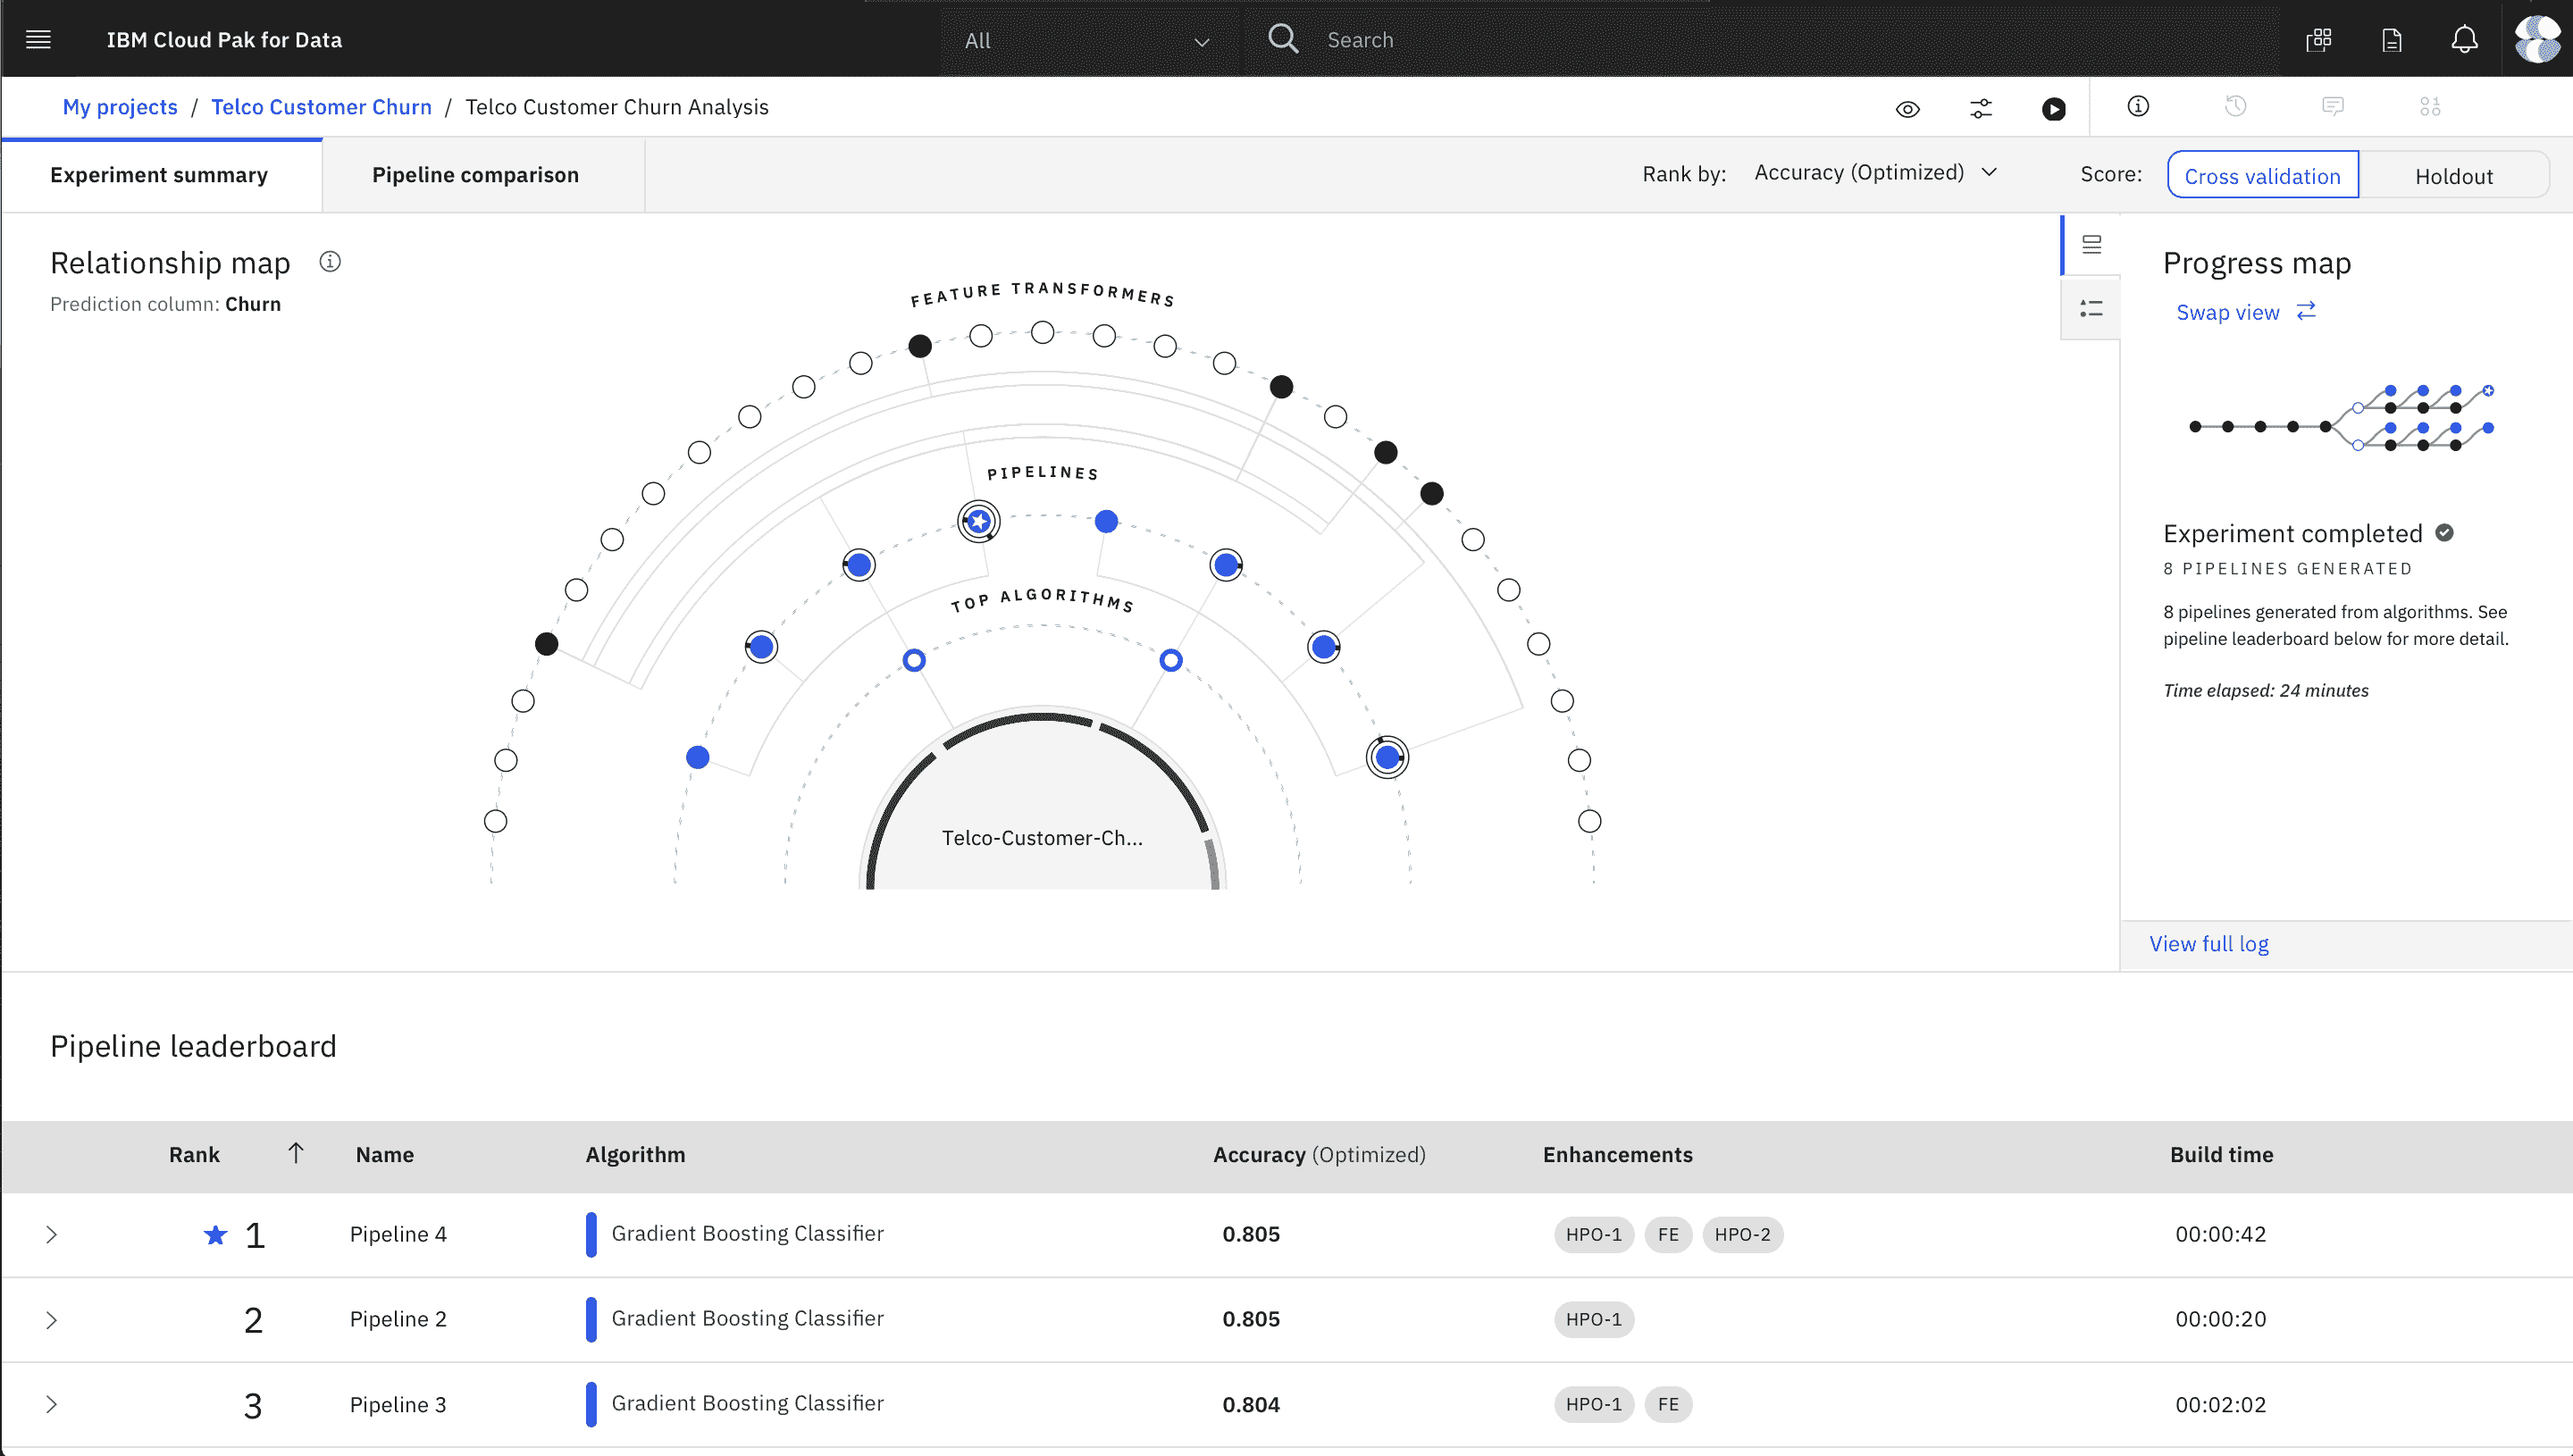 IBM Cloud Pak for Data
All
Search
My projects / Telco Customer Churn / Telco Customer Churn Analysis
Experiment summary
Pipeline comparison
Rank by: Accuracy (Optimized)
Score: Cross validation Holdout
Relationship map
Prediction column: Churn
FEATURE TRANSFORMERS
PIPELINES
TOP ALGORITHMS
Telco-Customer-Ch...
Progress map
Swap view
Experiment completed
8 PIPELINES GENERATED
8 pipelines generated from algorithms. See
pipeline leaderboard below for more detail.
Time elapsed: 24 minutes
View full log
Pipeline leaderboard
Rank Name Algorithm Accuracy (Optimized) Enhancements Build time
1 Pipeline 4 Gradient Boosting Classifier 0.805 HPO-1 FE HPO-2 00:00:42
2 Pipeline 2 Gradient Boosting Classifier 0.805 HPO-1 00:00:20
3 Pipeline 3 Gradient Boosting Classifier 0.804 HPO-1 FE 00:02:02